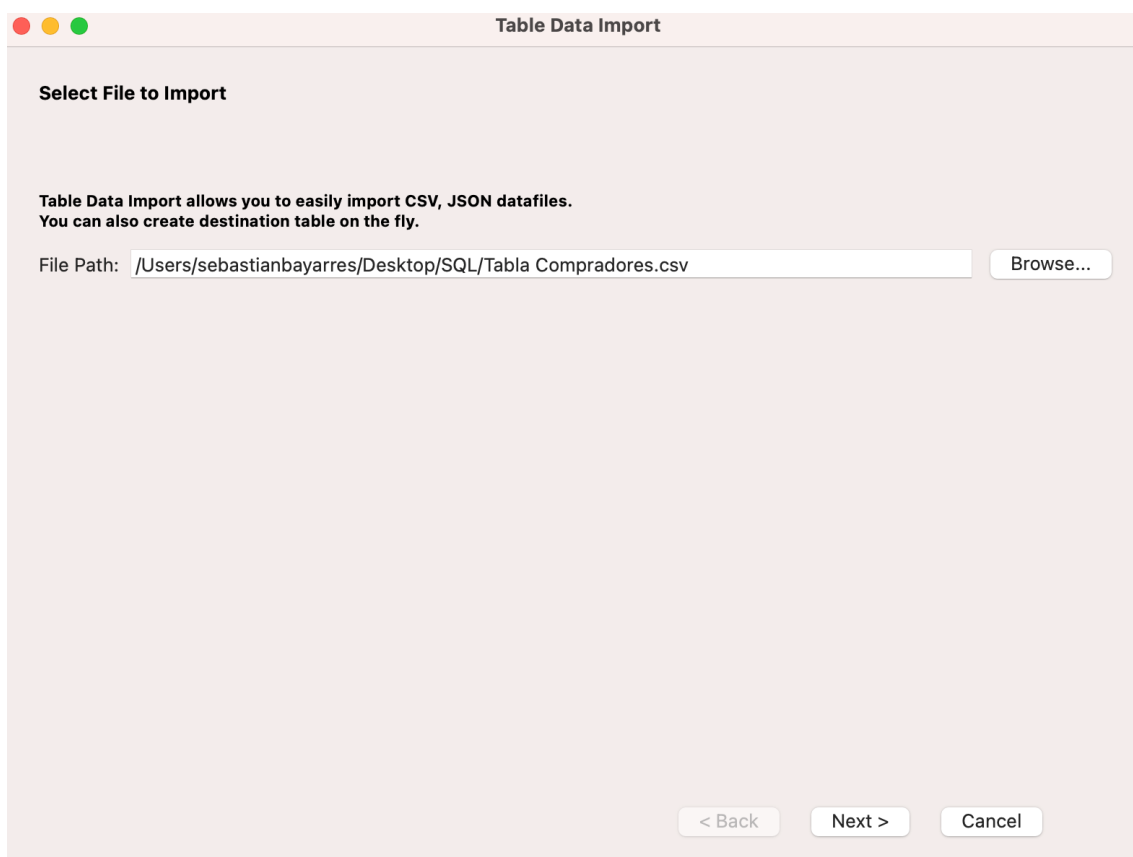 Table Data Import
Select File to Import
Table Data Import allows you to easily import CSV, JSON datafiles.
You can also create destination table on the fly.
File Path: /Users/sebastianbayarres/Desktop/SQL/Tabla Compradores.csv Browse...
< Back Next > Cancel